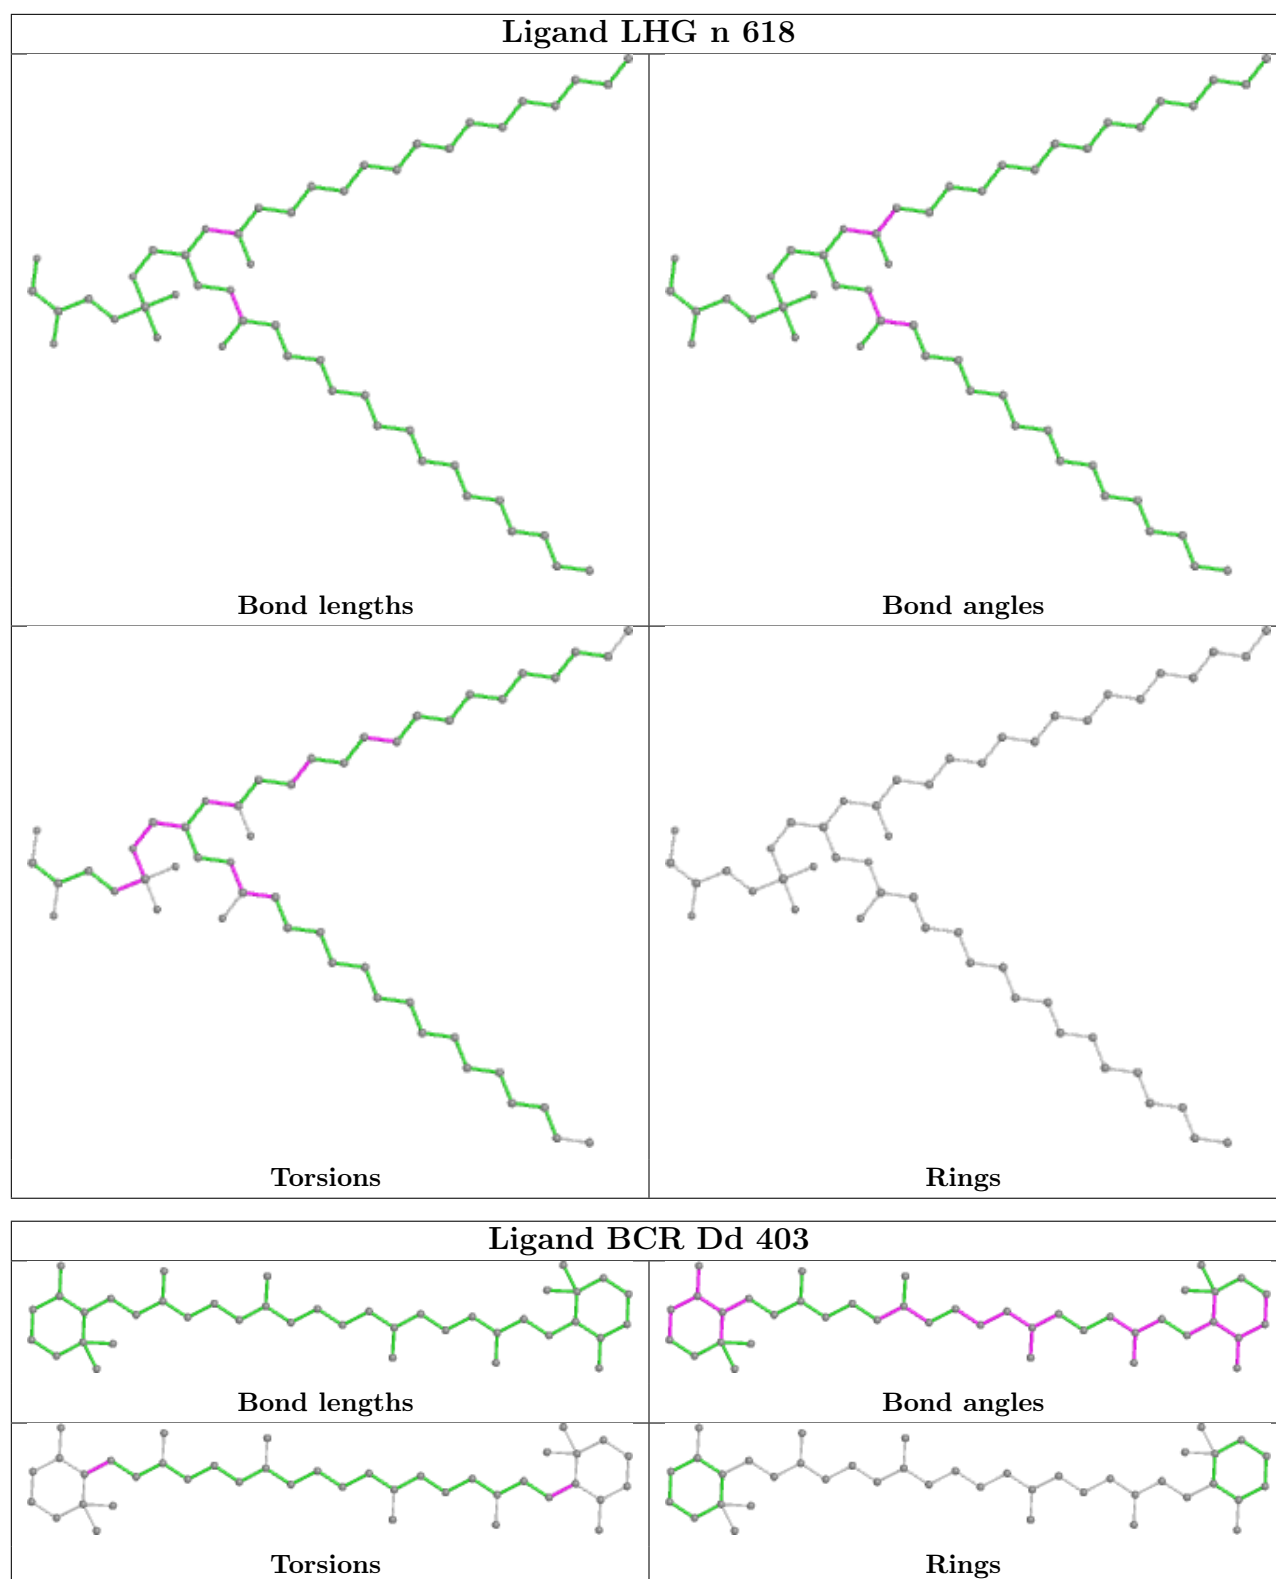 Ligand LHG n 618
Bond lengths
Bond angles
Torsions
Rings
Ligand BCR Dd 403
Bond lengths
Bond angles
Torsions
Rings